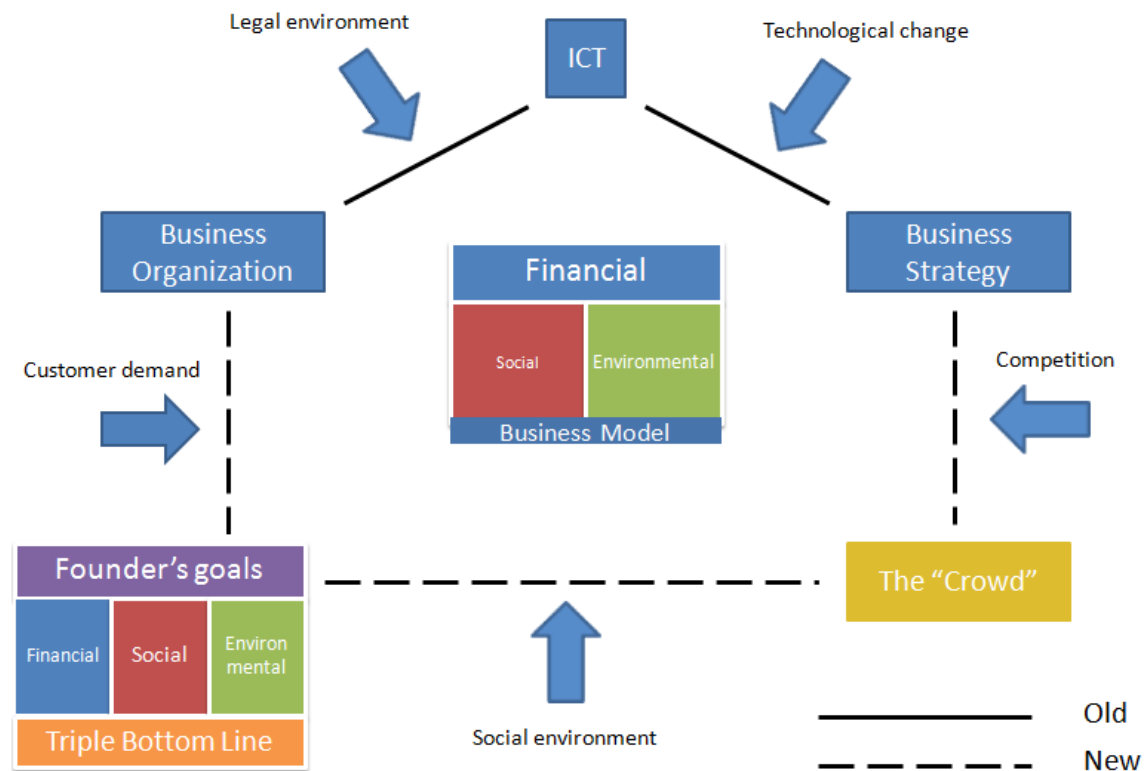 Legal environment
ICT
Technological change
Business
Organization
Financial
Social
Environmental
Business Model
Business
Strategy
Customer demand
Competition
Founder's goals
Financial
Social
Environ
mental
Triple Bottom Line
The "Crowd"
Social environment
Old
New